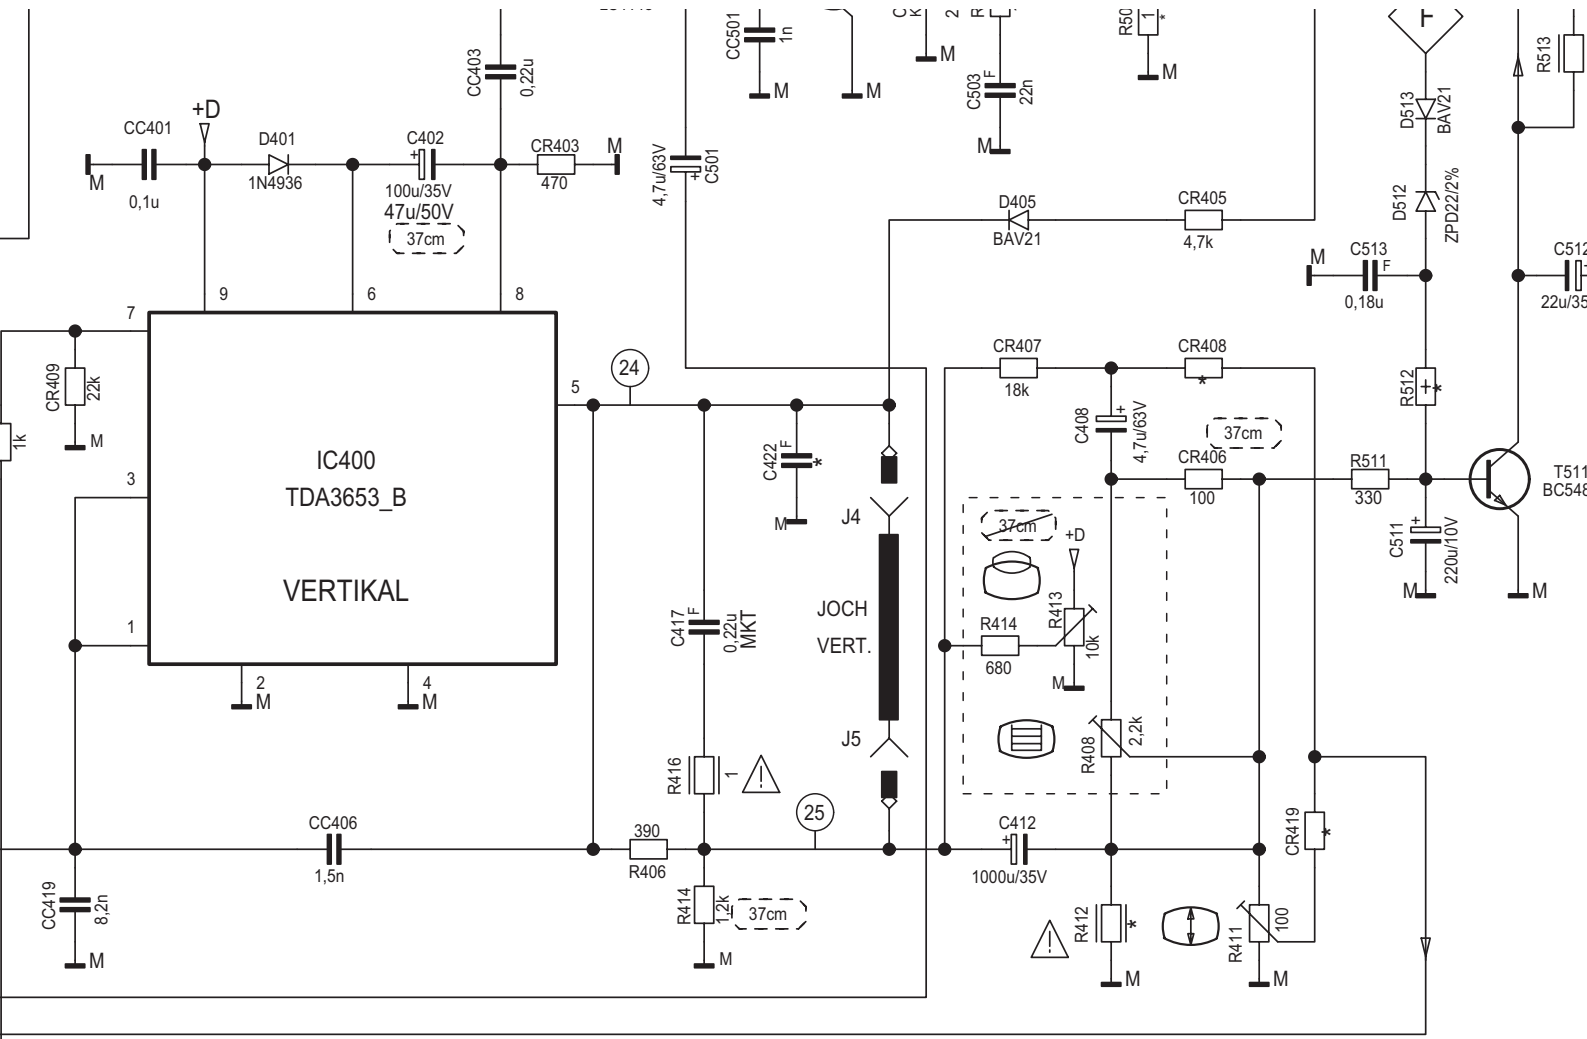 CC403
0,22u
CC501
1n
M
M
M
C503
F
22n
M
R50
1
*
M
F
R513
D513
BAV21
CC401
+D
D401
C402
+
CR403
M
M
0,1u
1N4936
100u/35V
470
47u/50V
37cm
4,7u/63V
+
C501
D405
BAV21
CR405
4,7k
D512
ZPD22/2%
M
C513
F
0,18u
C512
+
22u/35
9
6
8
7
CR409
22k
M
1k
3
1
IC400
TDA3653_B
VERTIKAL
5
24
2
M
4
M
C422
F
*
M
J4
JOCH
VERT.
J5
C417
F
0,22u
MKT
R416
1
CR407
18k
CR408
*
C408
+
4,7u/63V
37cm
CR406
100
R511
330
R512
+
*
T511
BC548
C511
+
220u/10V
M
M
37cm
+D
R413
10k
R414
680
M
R408
2,2k
CC406
1,5n
390
R406
25
C412
+
1000u/35V
CR419
*
CC419
8,2n
M
R414
1,2k
37cm
M
R412
*
M
R411
100
M